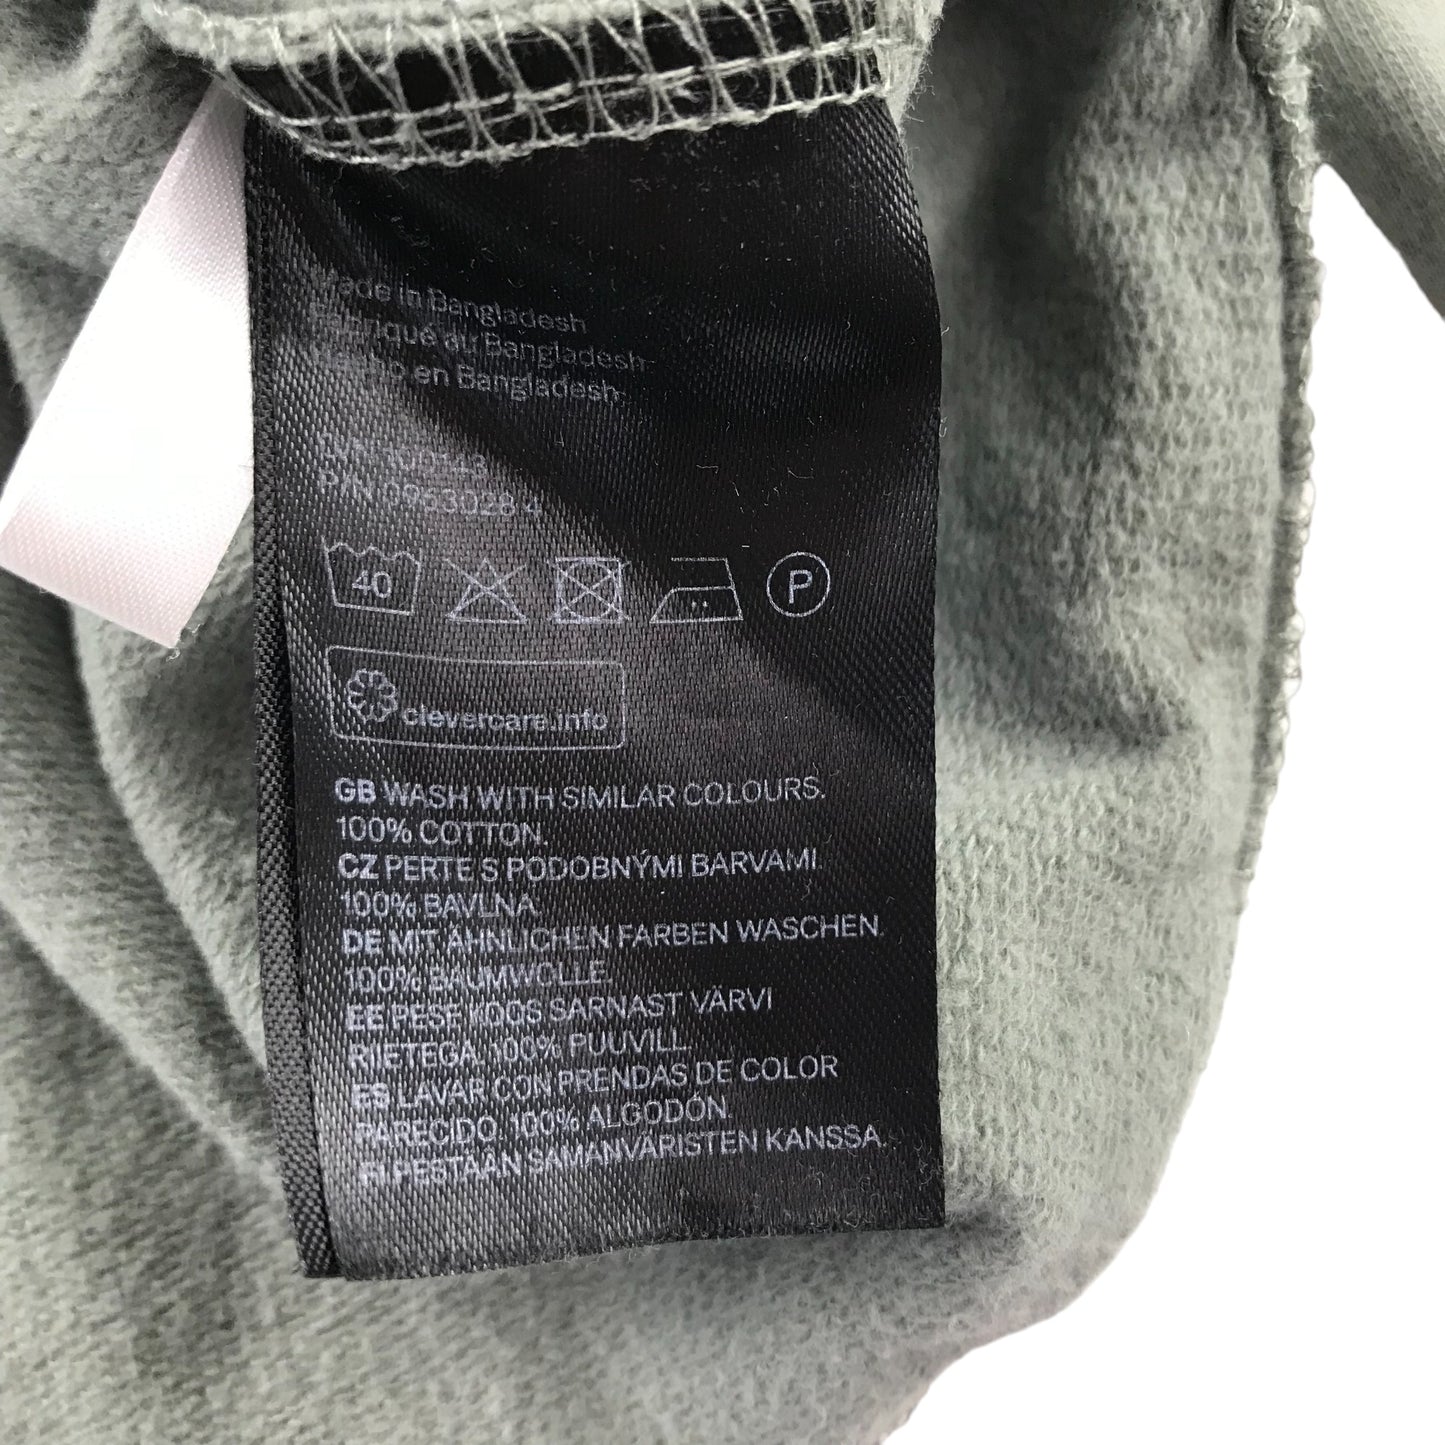 Made in Bangladesh
Fabriqué au Bangladesh
Hecho en Bangladesh
P/N 0963028 4
40
P
clevercare.info
GB WASH WITH SIMILAR COLOURS.
100% COTTON.
CZ PERTE S PODOBNÝMI BARVAMI.
100% BAVLNA.
DE MIT ÄHNLICHEN FARBEN WASCHEN.
100% BAUMWOLLE.
EE PESE KOOS SARNAST VÄRVI
RIIETEGA. 100% PUUVILL.
ES LAVAR CON PRENDAS DE COLOR
PARECIDO. 100% ALGODÓN.
FI PESTÄÄN SAMANVÄRISTEN KANSSA.